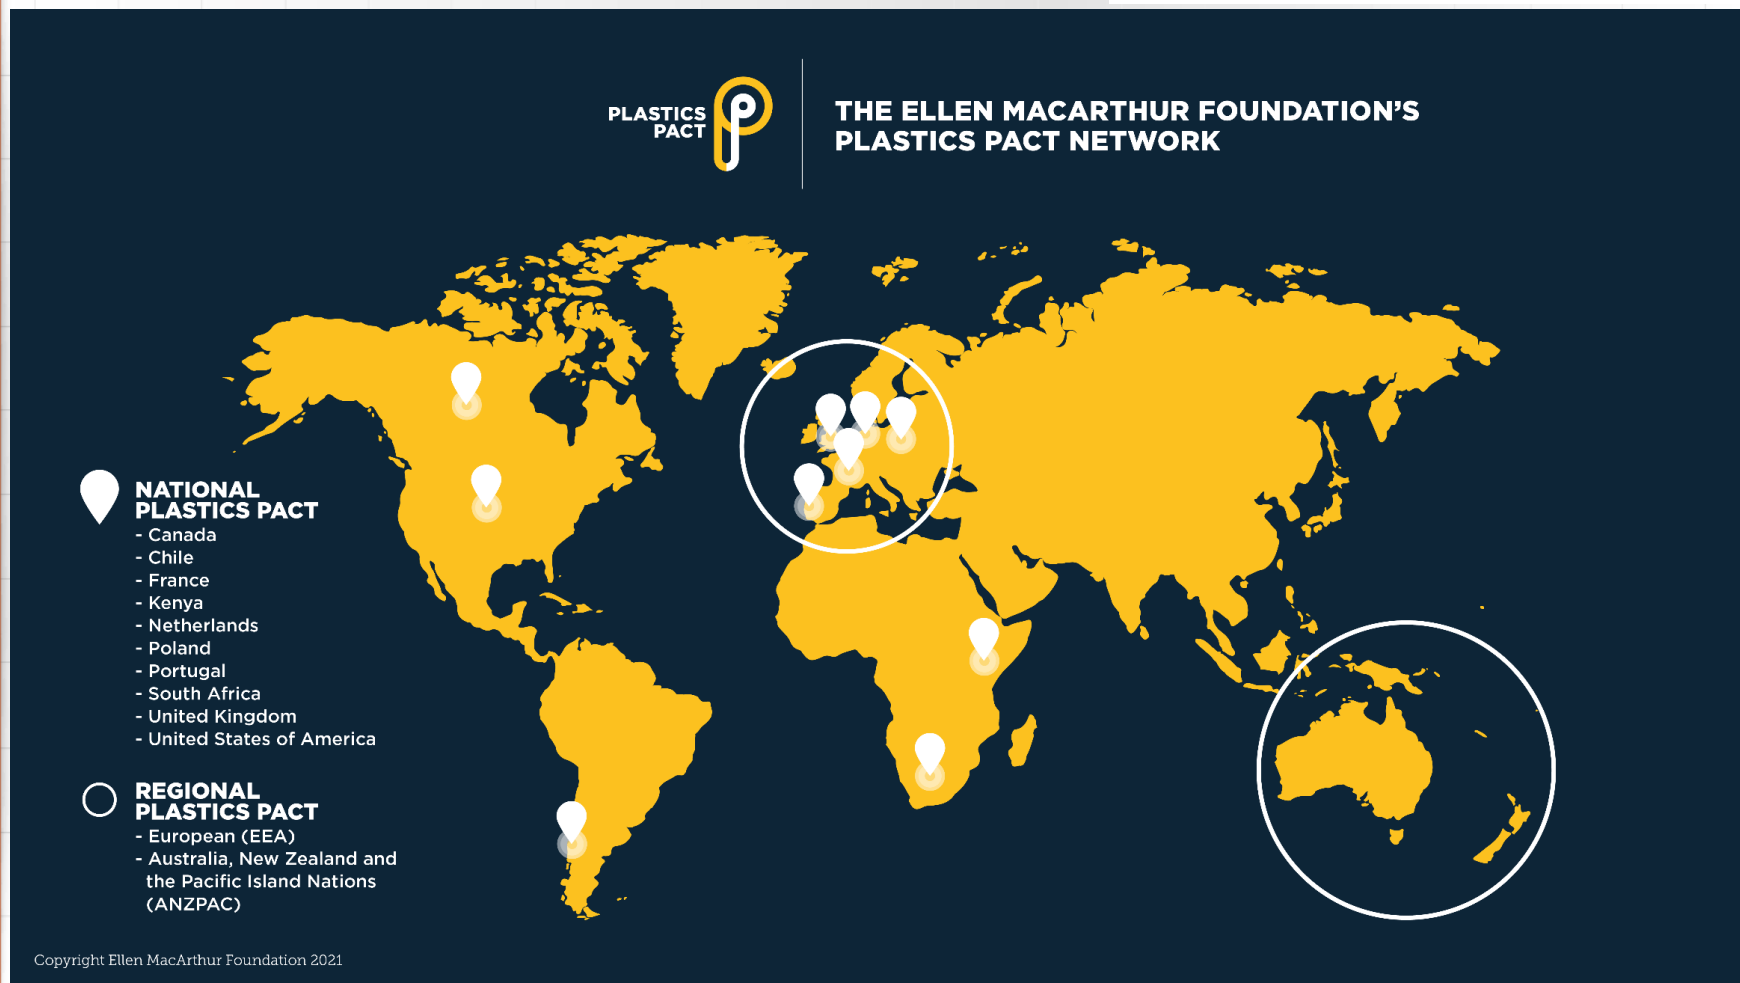 PLASTICS
PACT
THE ELLEN MACARTHUR FOUNDATION'S
PLASTICS PACT NETWORK
NATIONAL
PLASTICS PACT
- Canada
- Chile
- France
- Kenya
- Netherlands
- Poland
- Portugal
- South Africa
- United Kingdom
- United States of America
REGIONAL
PLASTICS PACT
- European (EEA)
- Australia, New Zealand and
the Pacific Island Nations
(ANZPAC)
Copyright Ellen MacArthur Foundation 2021